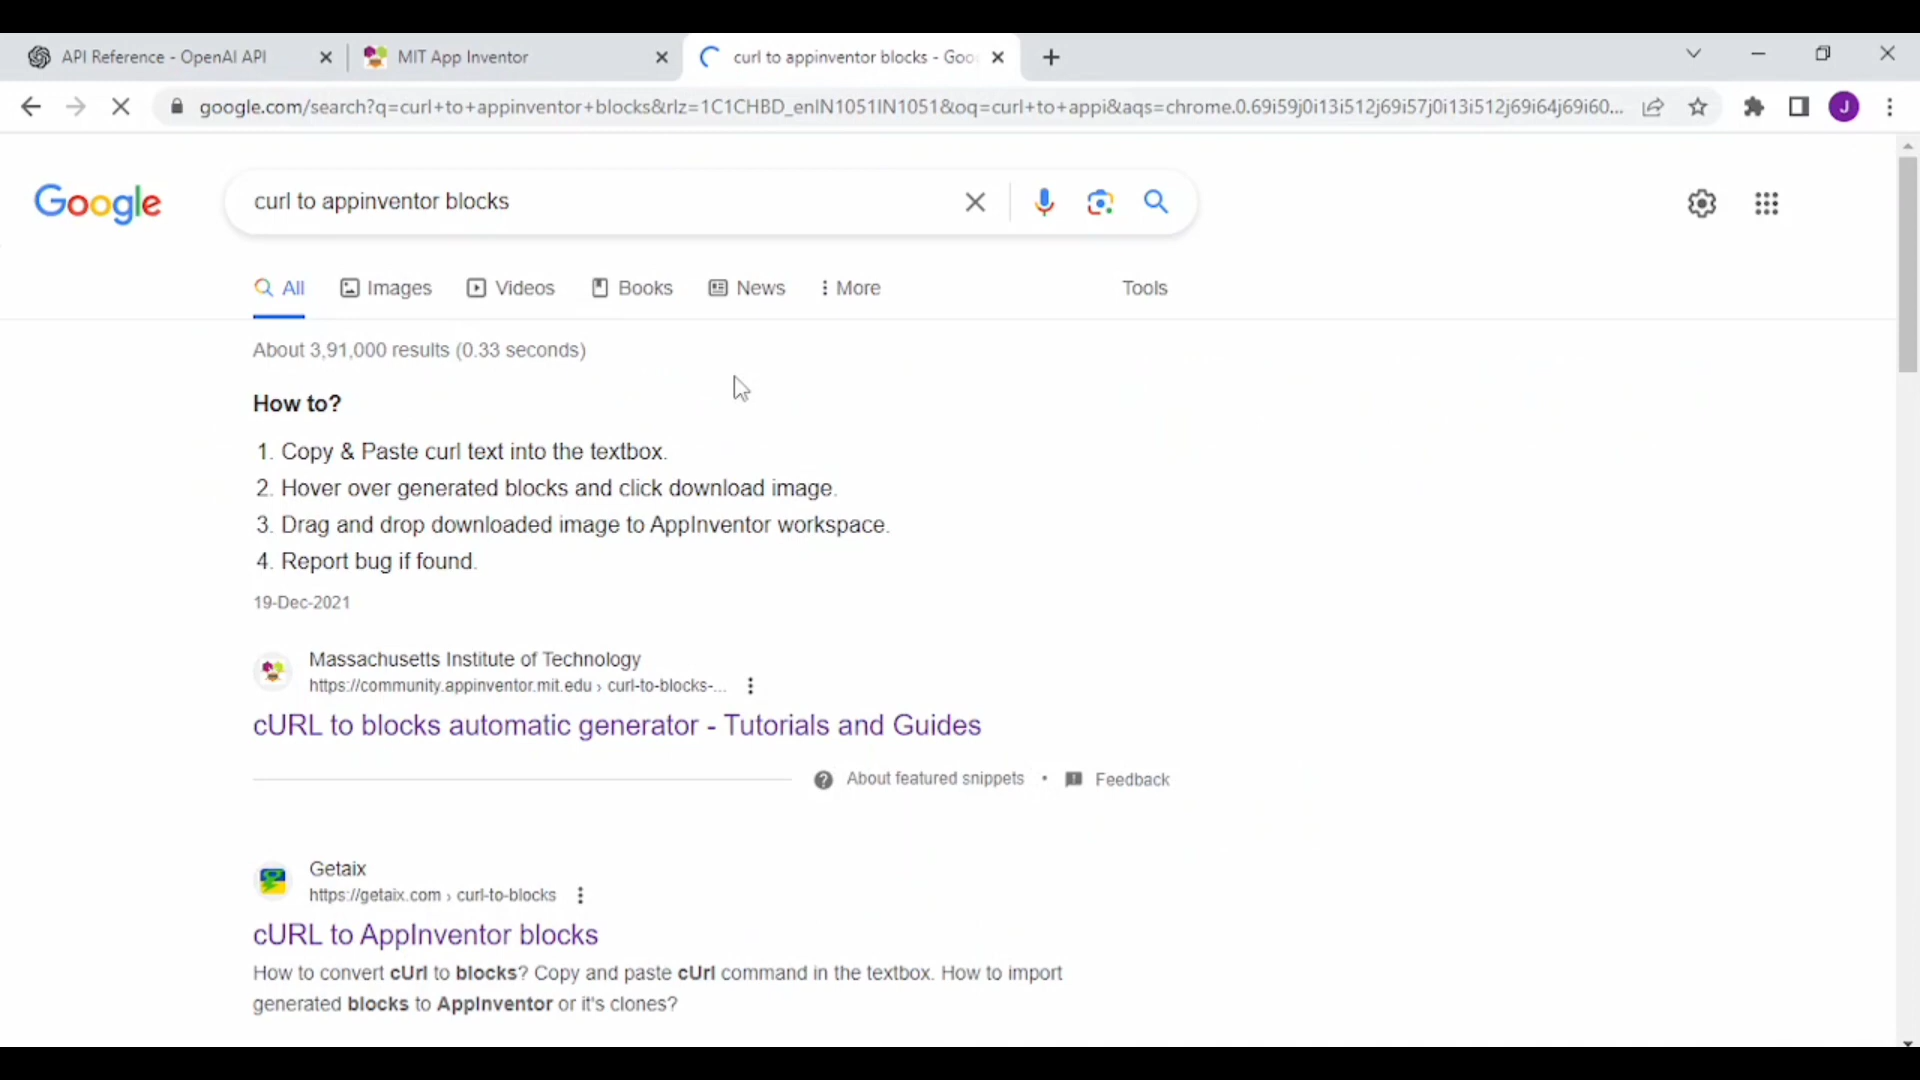 API Reference - OpenAI API
MIT App Inventor
curl to appinventor blocks - Goo
google.com/search?q=curl+to+appinventor+blocks&rlz=1C1CHBD_enIN1051IN1051&oq=curl+to+appi&aqs=chrome.0.69i59j0i13i512j69i57j0i13i512j69i64j69i60...
J
Google
curl to appinventor blocks
All
Images
Videos
Books
News
More
Tools
About 3,91,000 results (0.33 seconds)
How to?
1. Copy & Paste curl text into the textbox.
2. Hover over generated blocks and click download image.
3. Drag and drop downloaded image to AppInventor workspace.
4. Report bug if found.
19-Dec-2021
Massachusetts Institute of Technology
https://community.appinventor.mit.edu › curl-to-blocks-...
cURL to blocks automatic generator - Tutorials and Guides
About featured snippets • Feedback
Getaix
https://getaix.com › curl-to-blocks
cURL to AppInventor blocks
How to convert cUrl to blocks? Copy and paste cUrl command in the textbox. How to import
generated blocks to AppInventor or it's clones?